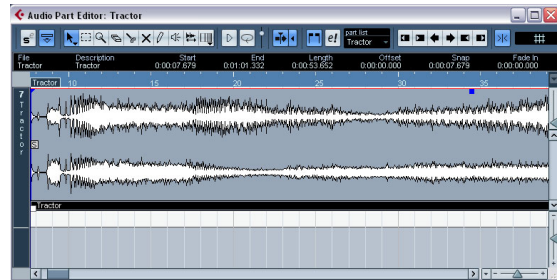 Audio Part Editor: Tractor
part list
Tractor
File Description Start End Length Offset Snap Fade In
Tractor Tractor 0:00:07.679 0:01:01.332 0:00:53.652 0:00:00.000 0:00:07.679 0:00:00.000
Tractor 10 15 20 25 30 35
7
Tractor
S
Tractor